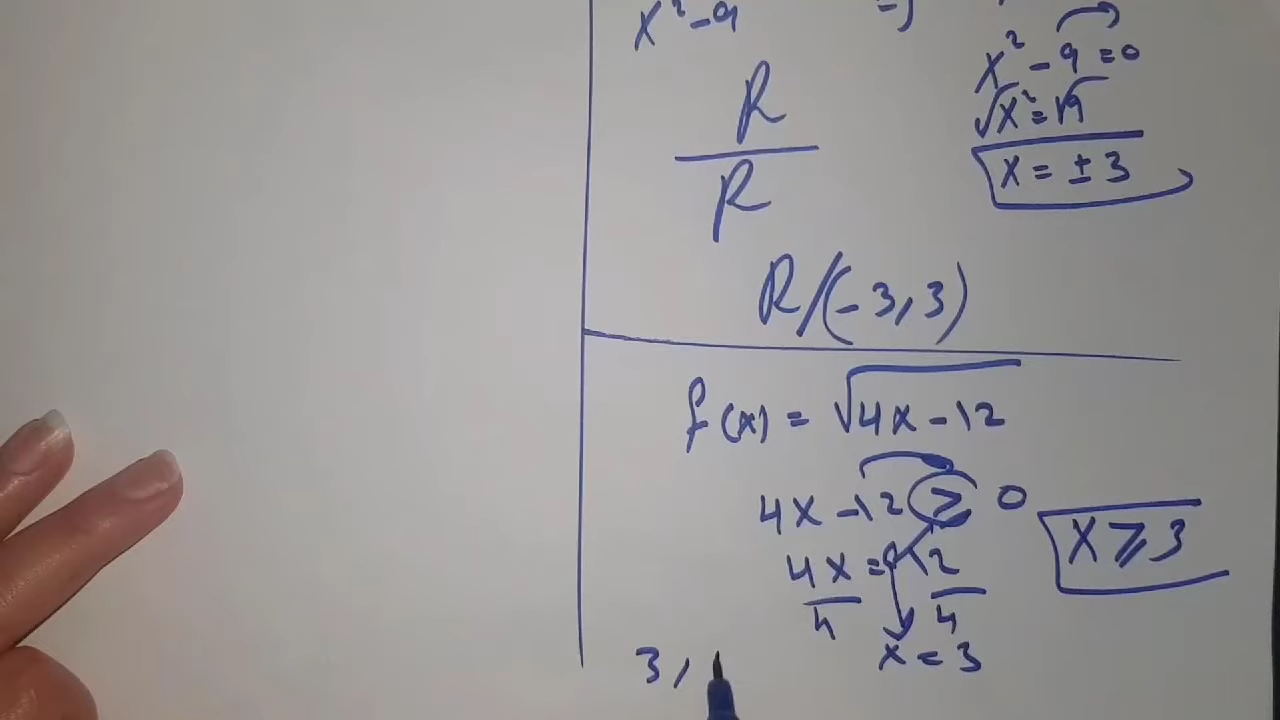 x² - 9 =>
x² - 9 = 0
√x² = √9
x = ± 3
R
R
R/(-3,3)
f(x) = √4x-12
4x - 12 ≥ 0
x ≥ 3
4x = 12
4 4
x = 3
3,